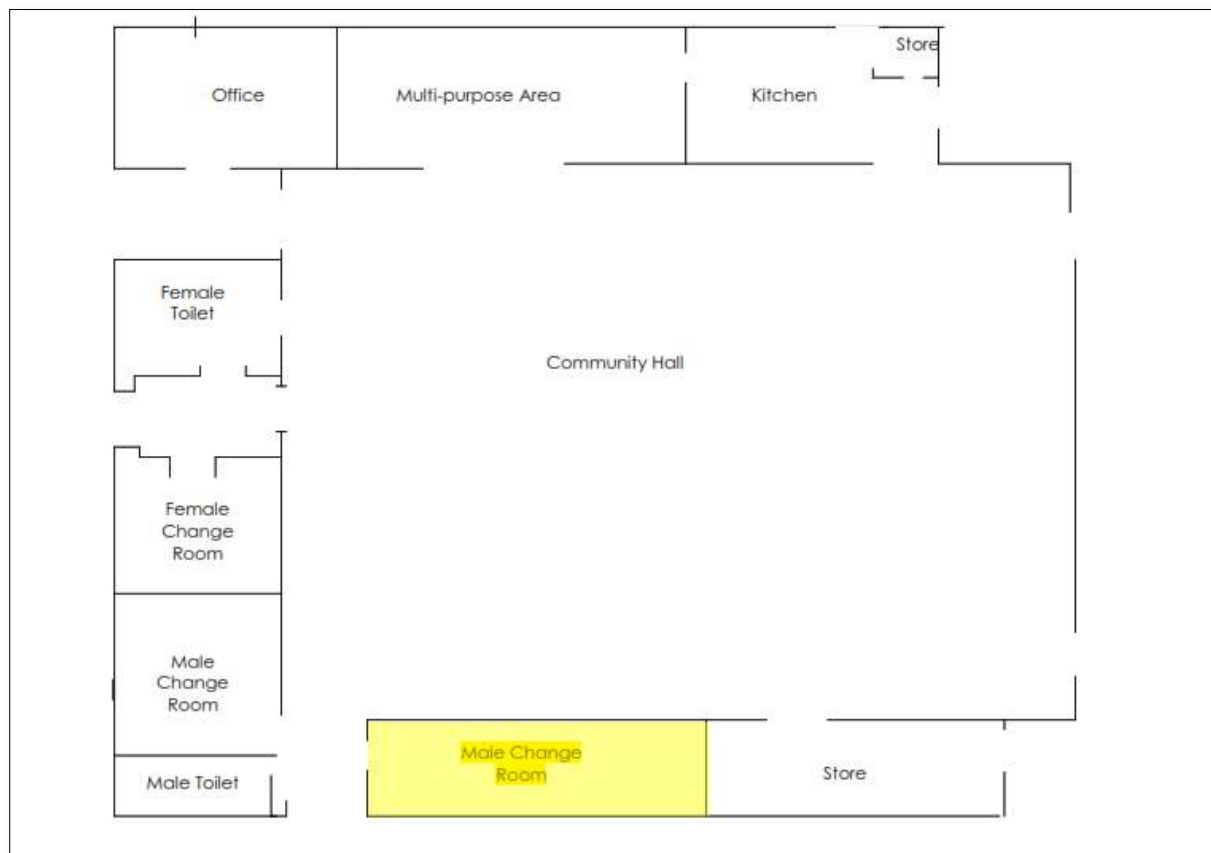 Store
Office
Multi-purpose Area
Kitchen
Female
Toilet
Community Hall
Female
Change
Room
Male
Change
Room
Male Change
Room
Store
Male Toilet